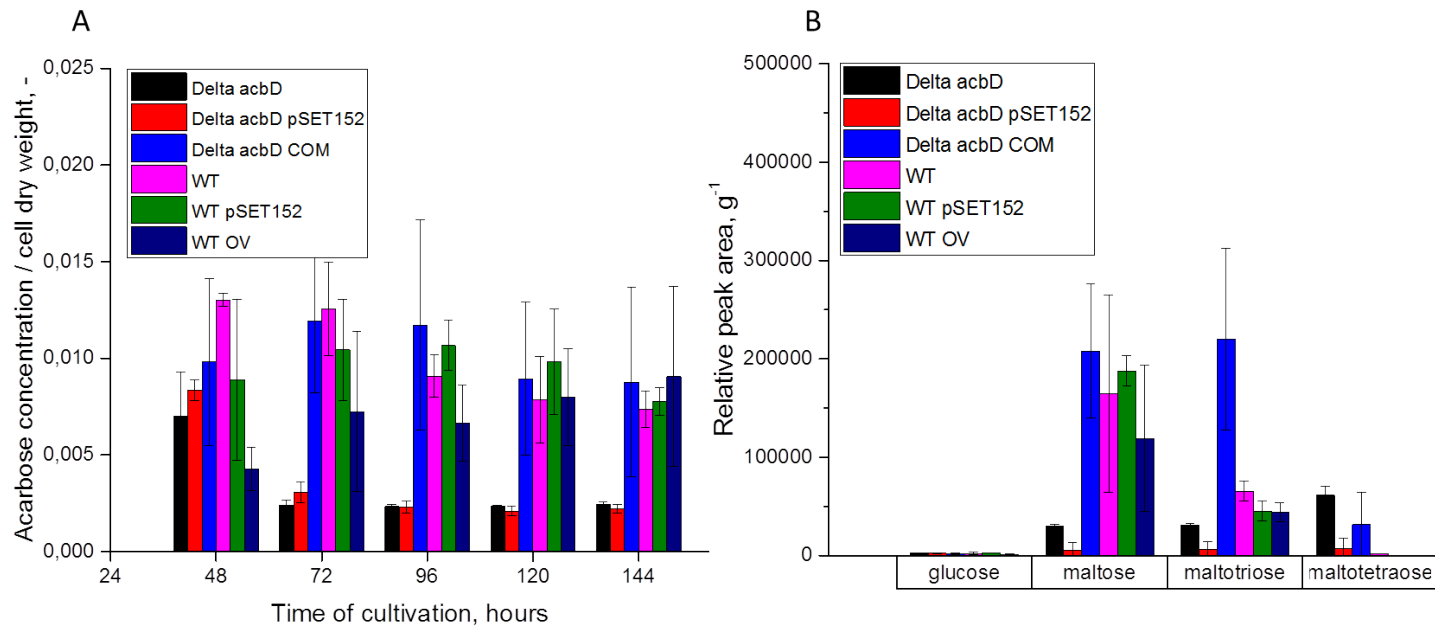 A
Acarbose concentration / cell dry weight, -
0,025
0,020
0,015
0,010
0,005
0,000
Delta acbD
Delta acbD pSET152
Delta acbD COM
WT
WT pSET152
WT OV
24 48 72 96 120 144
Time of cultivation, hours
B
Relative peak area, g⁻¹
500000
400000
300000
200000
100000
0
Delta acbD
Delta acbD pSET152
Delta acbD COM
WT
WT pSET152
WT OV
glucose maltose maltotriose maltotetraose